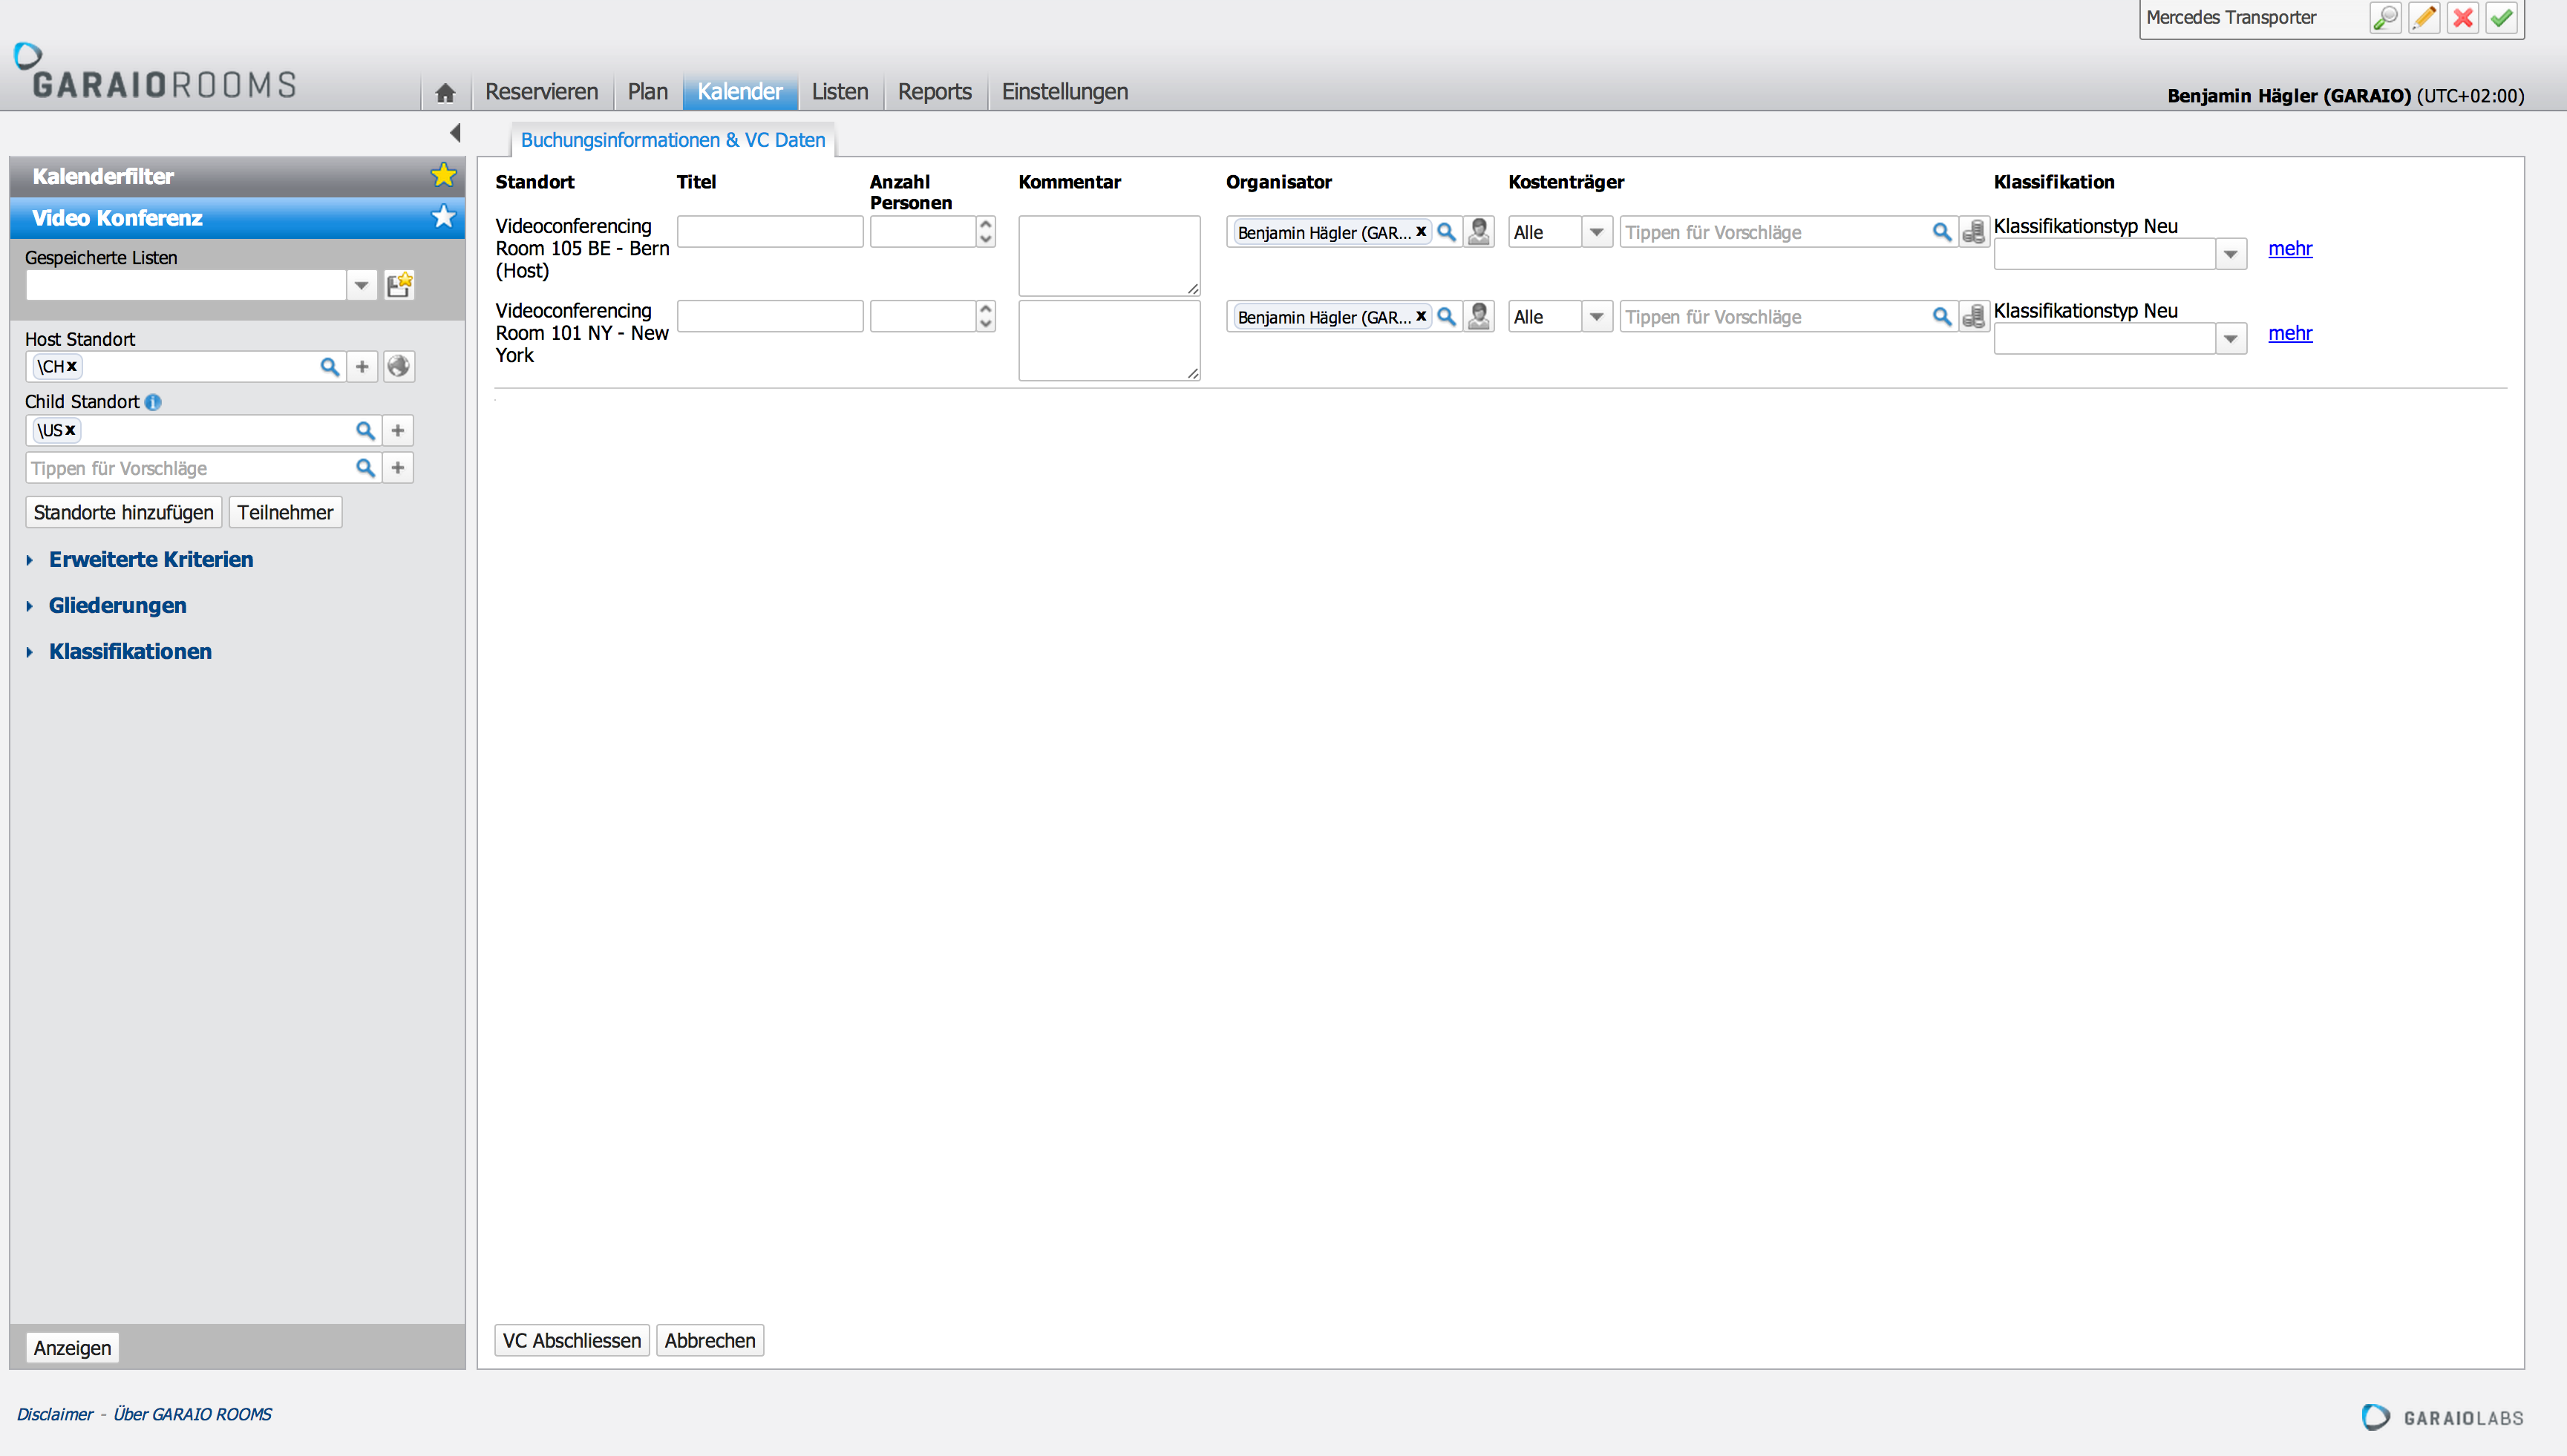 Mercedes Transporter
GARAIOROOMS
Reservieren Plan Kalender Listen Reports Einstellungen
Benjamin Hägler (GARAIO) (UTC+02:00)
Kalenderfilter
Video Konferenz
Gespeicherte Listen
Host Standort
\CH x
Child Standort
\US x
Tippen für Vorschläge
Standorte hinzufügen Teilnehmer
Erweiterte Kriterien
Gliederungen
Klassifikationen
Anzeigen
Buchungsinformationen & VC Daten
Standort Titel Anzahl Personen Kommentar Organisator Kostenträger Klassifikation
Videoconferencing
Room 105 BE - Bern
(Host)
Benjamin Hägler (GAR... x
Alle
Tippen für Vorschläge
Klassifikationstyp Neu
mehr
Videoconferencing
Room 101 NY - New
York
Benjamin Hägler (GAR... x
Alle
Tippen für Vorschläge
Klassifikationstyp Neu
mehr
VC Abschliessen Abbrechen
Disclaimer - Über GARAIO ROOMS
GARAIOLABS